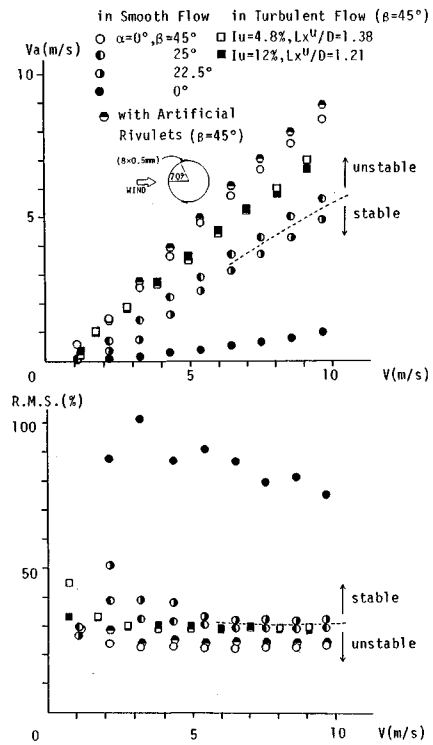 in Smooth Flow in Turbulent Flow (β=45°)
Va(m/s)
○ α=0°,β=45° □ Iu=4.8%,Lxᵘ/D=1.38
◑ 25° ■ Iu=12%,Lxᵘ/D=1.21
◑ 22.5°
● 0°
with Artificial
Rivulets (β=45°)
(8×0.5mm)
70°
WIND
10
unstable
stable
5
0
5
10
V(m/s)
R.M.S.(%)
100
50
stable
unstable
0
5
10
V(m/s)